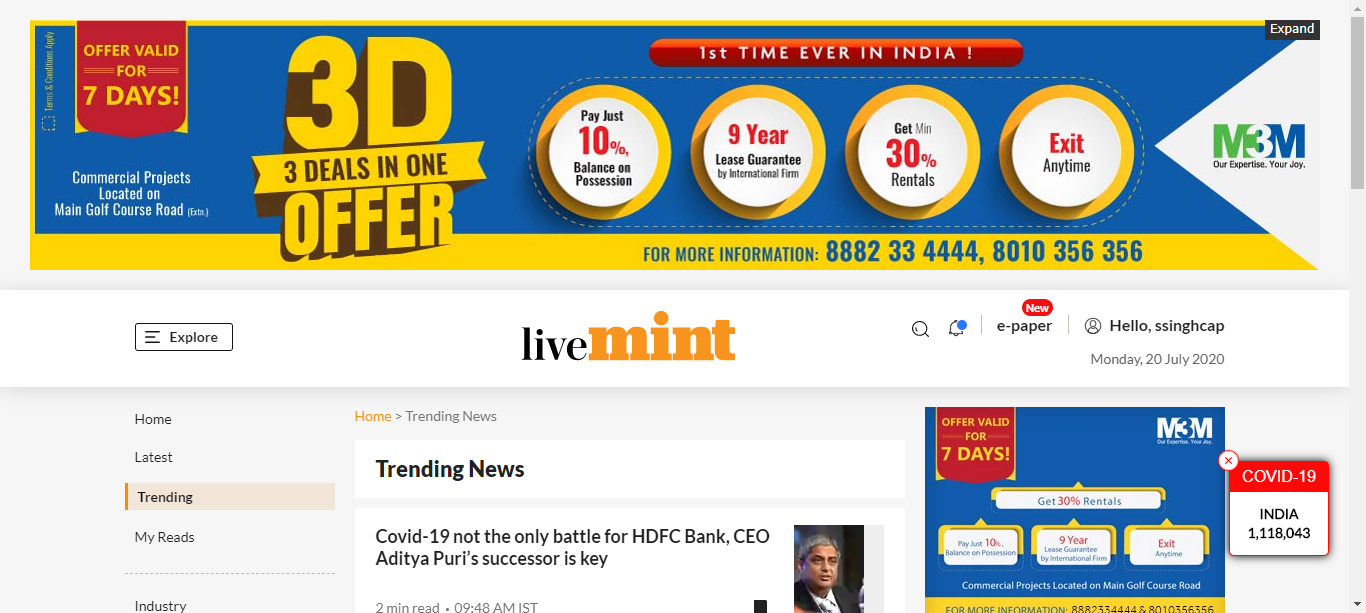 Expand
Terms & Conditions Apply
OFFER VALID
FOR
7 DAYS!
Commercial Projects
Located on
Main Golf Course Road (Extn.)
3D
3 DEALS IN ONE
OFFER
1st TIME EVER IN INDIA !
Pay Just
10%,
Balance on
Possession
9 Year
Lease Guarantee
by International Firm
Get Min
30%
Rentals
Exit
Anytime
M3M
Our Expertise. Your Joy.
FOR MORE INFORMATION: 8882 33 4444, 8010 356 356
Explore
livemint
New
e-paper
Hello, ssinghcap
Monday, 20 July 2020
Home
Latest
Trending
My Reads
Industry
Home > Trending News
Trending News
Covid-19 not the only battle for HDFC Bank, CEO
Aditya Puri’s successor is key
2 min read • 09:48 AM IST
OFFER VALID
FOR
7 DAYS!
M3M
Our Expertise. Your Joy.
Get 30% Rentals
Pay Just 10%,
Balance on Possession
9 Year
Lease Guarantee
by International Firm
Exit
Anytime
Commercial Projects Located on Main Golf Course Road
FOR MORE INFORMATION: 8882334444 & 8010356356
COVID-19
INDIA
1,118,043